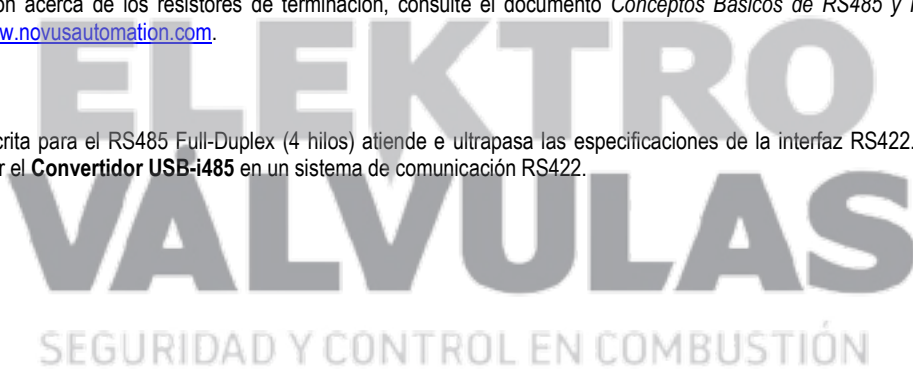 ón acerca de los resistores de terminación, consulte el documento Conceptos Básicos de RS485 y
w.novusautomation.com.
ELEKTRO
crita para el RS485 Full-Duplex (4 hilos) atiende e ultrapasa las especificaciones de la interfaz RS422.
r el Convertidor USB-i485 en un sistema de comunicación RS422.
VÁLVULAS
SEGURIDAD Y CONTROL EN COMBUSTIÓN